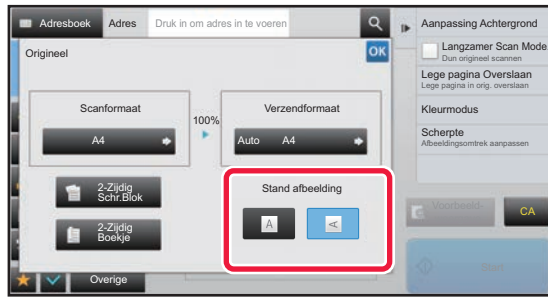 Adresboek Adres Druk in om adres in te voeren
Origineel
OK
Scanformaat
A4
100%
Verzendformaat
Auto A4
2-Zijdig
Schr.Blok
2-Zijdig
Boekje
Stand afbeelding
A
A
Overige
Aanpassing Achtergrond
Langzamer Scan Mode
Dun origineel scannen
Lege pagina Overslaan
Lege pagina in orig. overslaan
Kleurmodus
Scherpte
Afbeeldingsomtrek aanpassen
Voorbeeld-
CA
Start